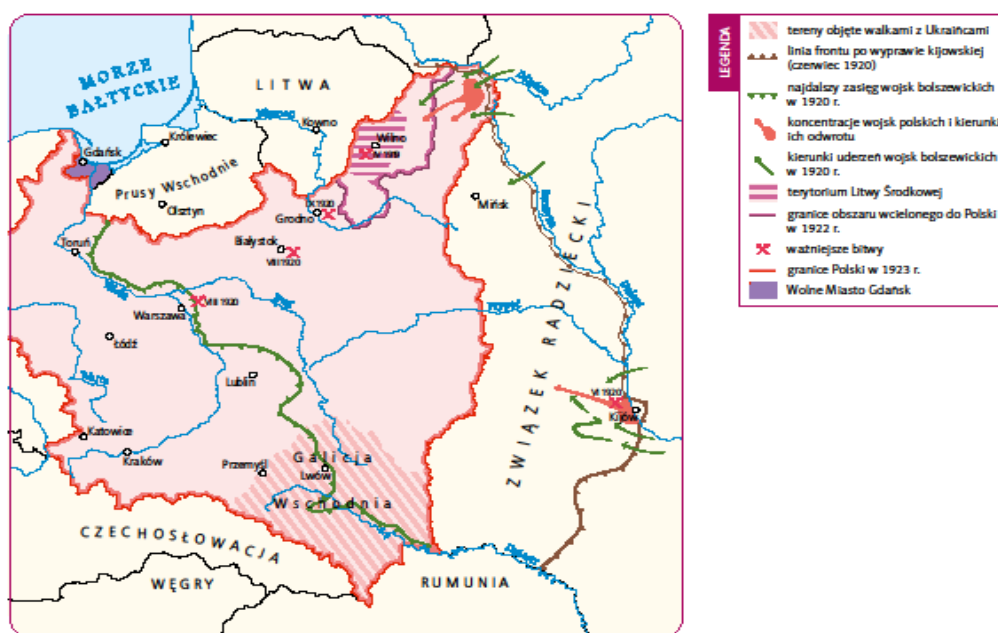 MORZE
BAŁTYCKIE
LITWA
Kowno
Królewiec
Gdańsk
Wilno
IV 1919
Prusy Wschodnie
Olsztyn
IX 1920
Grodno
Mińsk
Toruń
Białystok
VIII 1920
VIII 1920
Warszawa
Łódź
Lublin
ZWIĄZEK RADZIECKI
VI 1920
Kijów
Katowice
Kraków
Przemyśl
Galicja
Lwów
Wschodnia
CZECHOSŁOWACJA
WĘGRY
RUMUNIA
LEGENDA
tereny objęte walkami z Ukraińcami
linia frontu po wyprawie kijowskiej
(czerwiec 1920)
najdalszy zasięg wojsk bolszewickich
w 1920 r.
koncentracje wojsk polskich i kierunki
ich odwrotu
kierunki uderzeń wojsk bolszewickich
w 1920 r.
terytorium Litwy Środkowej
granice obszaru wcielonego do Polski
w 1922 r.
ważniejsze bitwy
granice Polski w 1923 r.
Wolne Miasto Gdańsk